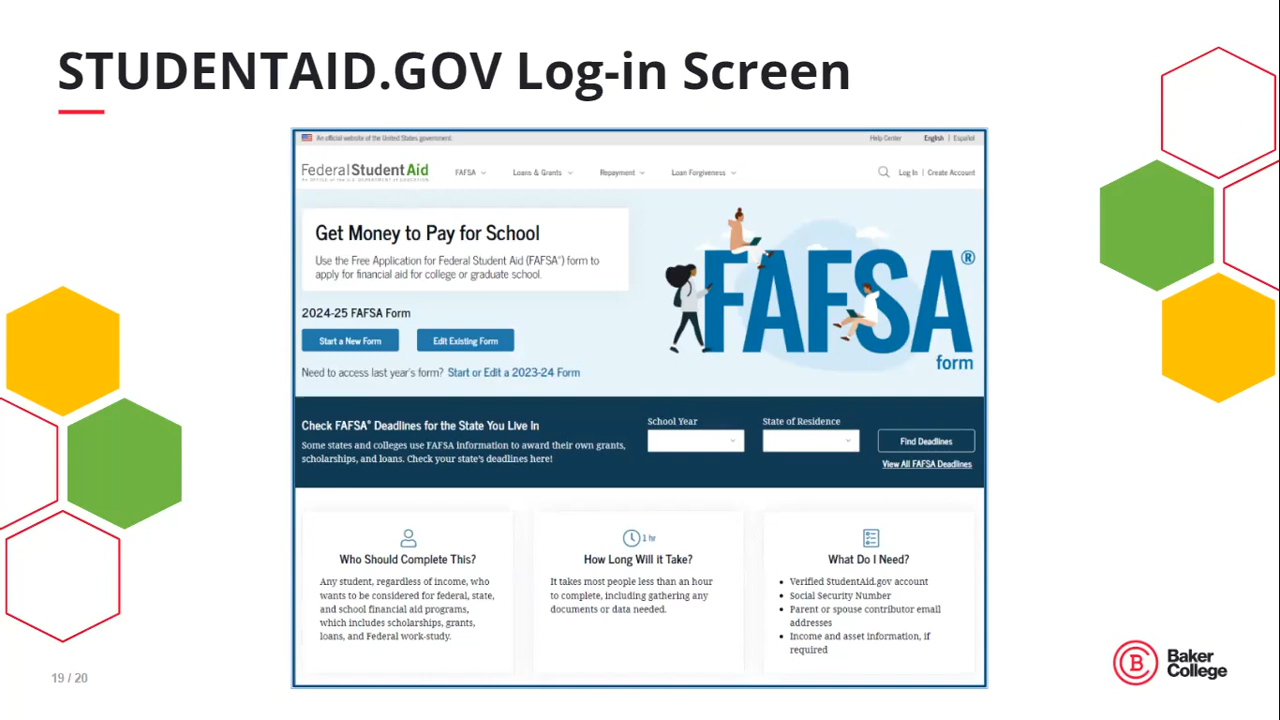 STUDENTAID.GOV Log-in Screen
An official website of the United States government.
Help Center English | Español
FederalStudentAid
An OFFICE of the U.S. DEPARTMENT of EDUCATION
FAFSA Loans & Grants Repayment Loan Forgiveness
Log In | Create Account
Get Money to Pay for School
Use the Free Application for Federal Student Aid (FAFSA®) form to
apply for financial aid for college or graduate school.
FAFSA®
form
2024-25 FAFSA Form
Start a New Form Edit Existing Form
Need to access last year's form? Start or Edit a 2023-24 Form
Check FAFSA® Deadlines for the State You Live In
Some states and colleges use FAFSA information to award their own grants,
scholarships, and loans. Check your state's deadlines here!
School Year State of Residence
Find Deadlines
View All FAFSA Deadlines
Who Should Complete This?
Any student, regardless of income, who
wants to be considered for federal, state,
and school financial aid programs,
which includes scholarships, grants,
loans, and Federal work-study.
1 hr
How Long Will it Take?
It takes most people less than an hour
to complete, including gathering any
documents or data needed.
What Do I Need?
• Verified StudentAid.gov account
• Social Security Number
• Parent or spouse contributor email
addresses
• Income and asset information, if
required
19 / 20
B
Baker
College